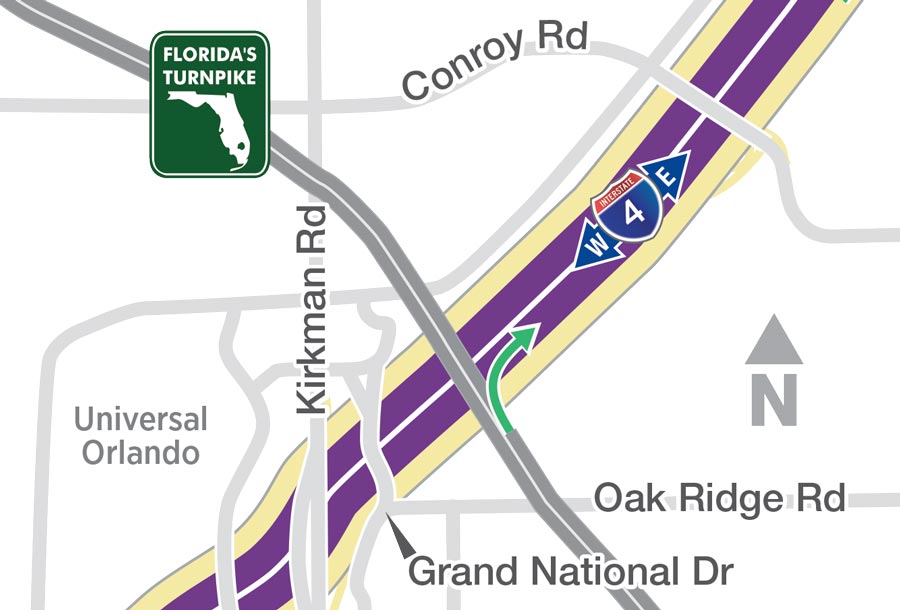 FLORIDA'S
TURNPIKE
Conroy Rd
INTERSTATE
4
E
W
Kirkman Rd
Universal
Orlando
N
Oak Ridge Rd
Grand National Dr